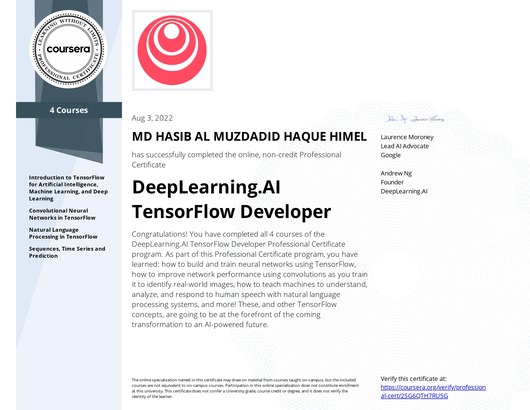 LEARNING WITHOUT LIMITS
coursera
PROFESSIONAL CERTIFICATE
4 Courses
Introduction to TensorFlow
for Artificial Intelligence,
Machine Learning, and Deep
Learning
Convolutional Neural
Networks in TensorFlow
Natural Language
Processing in TensorFlow
Sequences, Time Series and
Prediction
Aug 3, 2022
MD HASIB AL MUZDADID HAQUE HIMEL
has successfully completed the online, non-credit Professional
Certificate
DeepLearning.AI
TensorFlow Developer
Congratulations! You have completed all 4 courses of the
DeepLearning.AI TensorFlow Developer Professional Certificate
program. As part of this Professional Certificate program, you have
learned: how to build and train neural networks using TensorFlow,
how to improve network performance using convolutions as you train
it to identify real-world images, how to teach machines to understand,
analyze, and respond to human speech with natural language
processing systems, and more! These, and other TensorFlow
concepts, are going to be at the forefront of the coming
transformation to an AI-powered future.
The online specialization named in this certificate may draw on material from courses taught on-campus, but the included
courses are not equivalent to on-campus courses. Participation in this online specialization does not constitute enrollment
at this university. This certificate does not confer a University grade, course credit or degree, and it does not verify the
identity of the learner.
Laurence Moroney
Lead AI Advocate
Google
Andrew Ng
Founder
DeepLearning.AI
Verify this certificate at:
https://coursera.org/verify/profession
al-cert/2SG6QTH7RU5G